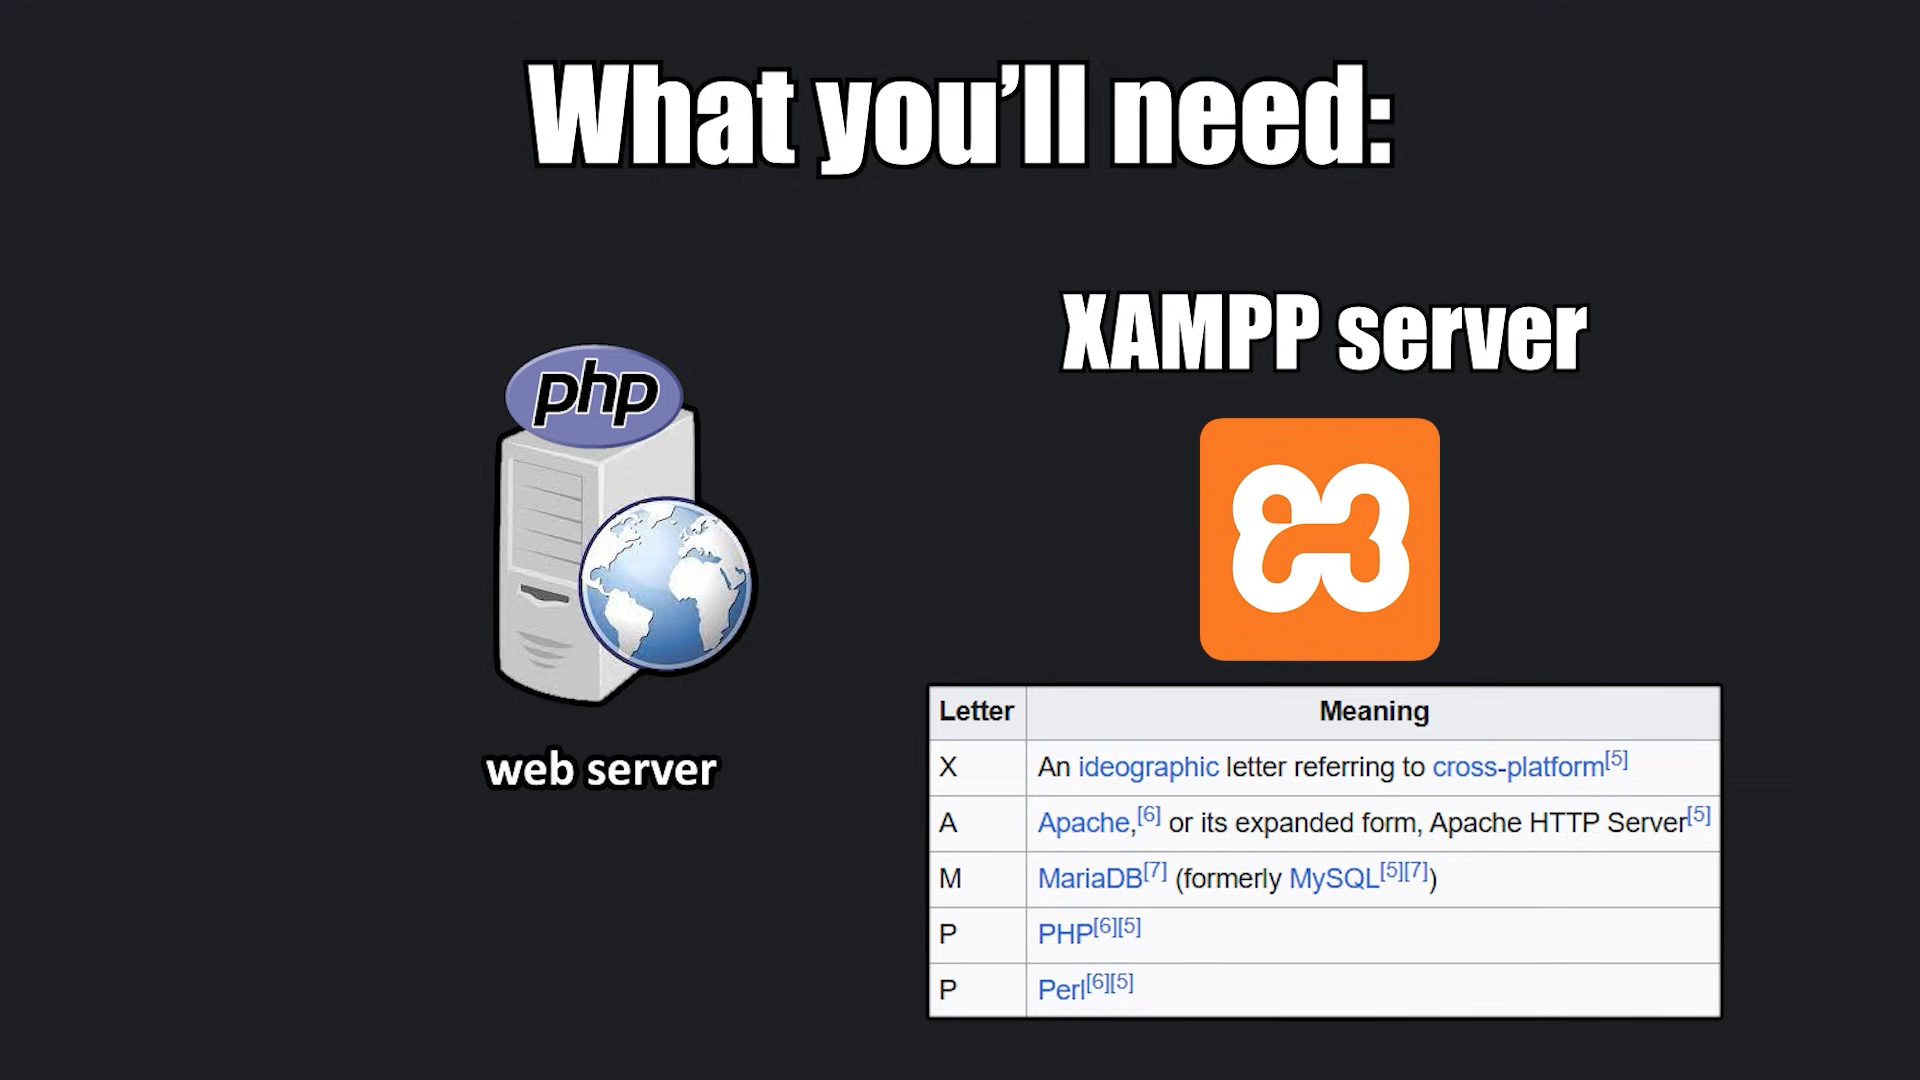 What you’ll need:
XAMPP server
php
web server
Letter Meaning
X An ideographic letter referring to cross-platform[5]
A Apache,[6] or its expanded form, Apache HTTP Server[5]
M MariaDB[7] (formerly MySQL[5][7])
P PHP[6][5]
P Perl[6][5]